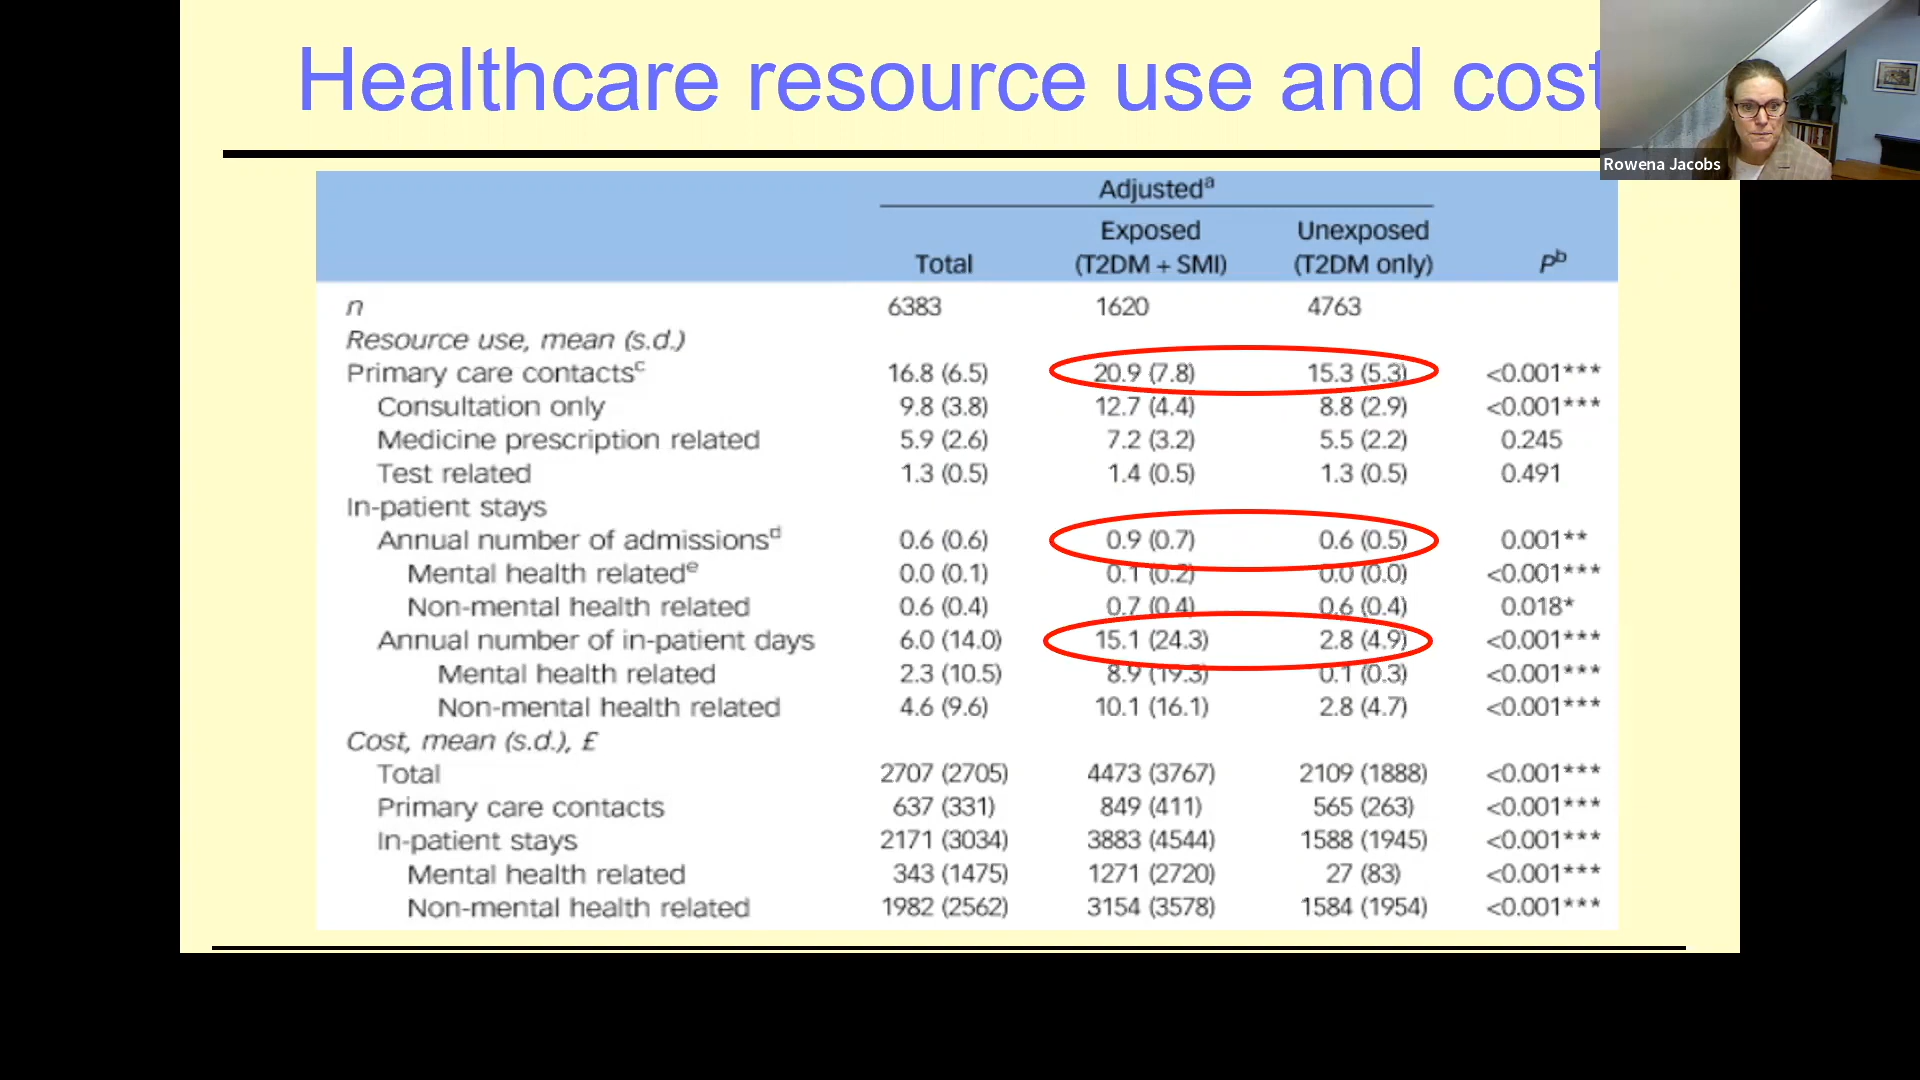 Healthcare resource use and cost
Rowena Jacobs
Adjustedᵃ
Exposed Unexposed
Total (T2DM + SMI) (T2DM only) Pᵇ
n 6383 1620 4763
Resource use, mean (s.d.)
Primary care contactsᶜ 16.8 (6.5) 20.9 (7.8) 15.3 (5.3) <0.001***
Consultation only 9.8 (3.8) 12.7 (4.4) 8.8 (2.9) <0.001***
Medicine prescription related 5.9 (2.6) 7.2 (3.2) 5.5 (2.2) 0.245
Test related 1.3 (0.5) 1.4 (0.5) 1.3 (0.5) 0.491
In-patient stays
Annual number of admissionsᵈ 0.6 (0.6) 0.9 (0.7) 0.6 (0.5) 0.001**
Mental health relatedᵉ 0.0 (0.1) 0.1 (0.2) 0.0 (0.0) <0.001***
Non-mental health related 0.6 (0.4) 0.7 (0.4) 0.6 (0.4) 0.018*
Annual number of in-patient days 6.0 (14.0) 15.1 (24.3) 2.8 (4.9) <0.001***
Mental health related 2.3 (10.5) 8.9 (19.3) 0.1 (0.3) <0.001***
Non-mental health related 4.6 (9.6) 10.1 (16.1) 2.8 (4.7) <0.001***
Cost, mean (s.d.), £
Total 2707 (2705) 4473 (3767) 2109 (1888) <0.001***
Primary care contacts 637 (331) 849 (411) 565 (263) <0.001***
In-patient stays 2171 (3034) 3883 (4544) 1588 (1945) <0.001***
Mental health related 343 (1475) 1271 (2720) 27 (83) <0.001***
Non-mental health related 1982 (2562) 3154 (3578) 1584 (1954) <0.001***